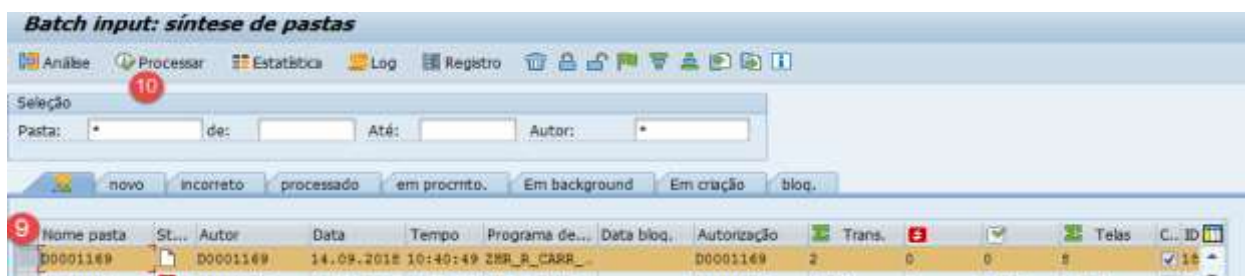 Batch input: síntese de pastas
Análise Processar Estatística Log Registro
10
Seleção
Pasta: * de: Até: Autor: *
novo incorreto processado em procmto. Em background Em criação bloq.
9 Nome pasta St... Autor Data Tempo Programa de... Data bloq. Autorização Trans. Telas C.. ID
D0001169 D0001169 14.09.2018 10:40:49 D0001169 2 0 0 8